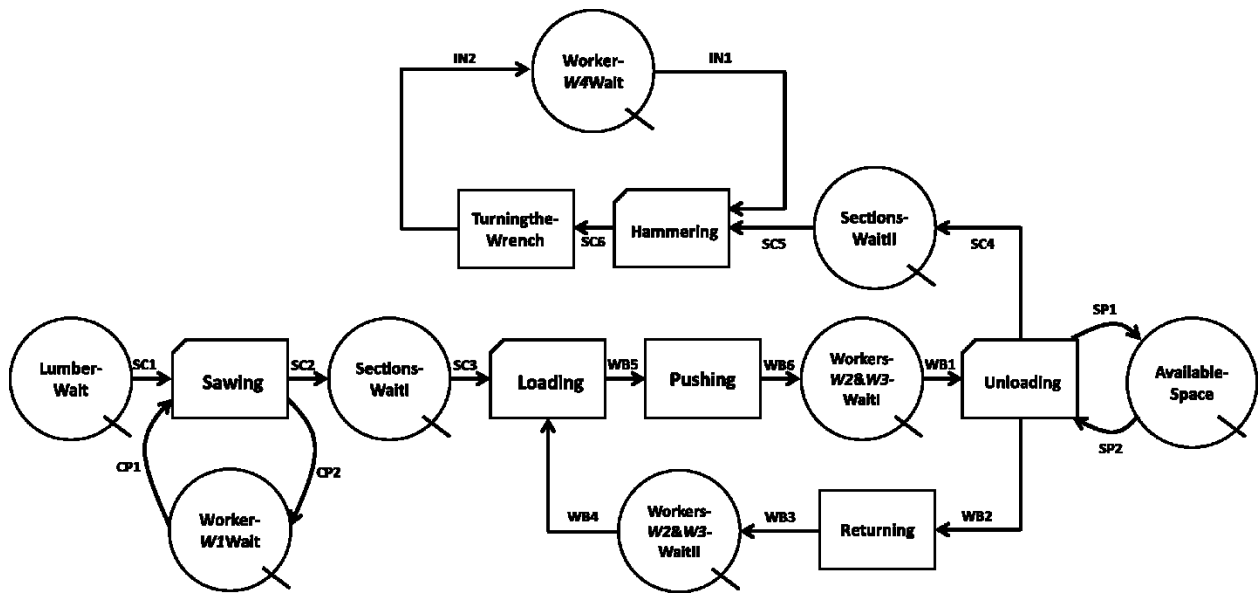 IN2
Worker-
W4Wait
IN1
Turningthe-
Wrench
SC6
Hammering
SC5
Sections-
WaitII
SC4
SP1
Lumber-
Wait
SC1
Sawing
SC2
Sections-
WaitI
SC3
Loading
WB5
Pushing
WB6
Workers-
W2&W3-
WaitI
WB1
Unloading
Available-
Space
SP2
CP1
CP2
Worker-
W1Wait
WB4
Workers-
W2&W3-
WaitII
WB3
Returning
WB2